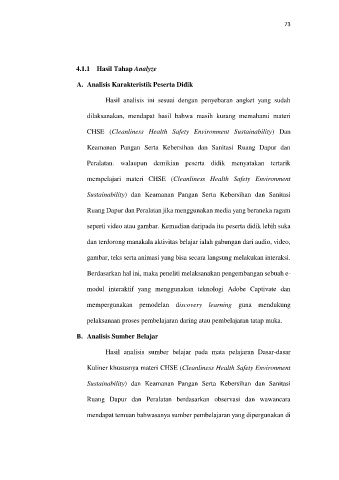 73
4.1.1 Hasil Tahap Analyze
A. Analisis Karakteristik Peserta Didik
Hasil analisis ini sesuai dengan penyebaran angket yang sudah
dilaksanakan, mendapat hasil bahwa masih kurang memahami materi
CHSE (Cleanliness Health Safety Environment Sustainability) Dan
Keamanan Pangan Serta Kebersihan dan Sanitasi Ruang Dapur dan
Peralatan. walaupun demikian peserta didik menyatakan tertarik
mempelajari materi CHSE (Cleanliness Health Safety Environment
Sustainability) dan Keamanan Pangan Serta Kebersihan dan Sanitasi
Ruang Dapur dan Peralatan jika menggunakan media yang beraneka ragam
seperti video atau gambar. Kemudian daripada itu peserta didik lebih suka
dan terdorong manakala aktivitas belajar ialah gabungan dari audio, video,
gambar, teks serta animasi yang bisa secara langsung melakukan interaksi.
Berdasarkan hal ini, maka peneliti melaksanakan pengembangan sebuah e-
modul interaktif yang menggunakan teknologi Adobe Captivate dan
mempergunakan pemodelan discovery learning guna mendukung
pelaksanaan proses pembelajaran daring atau pembelajaran tatap muka.
B. Analisis Sumber Belajar
Hasil analisis sumber belajar pada mata pelajaran Dasar-dasar
Kuliner khususnya materi CHSE (Cleanliness Health Safety Environment
Sustainability) dan Keamanan Pangan Serta Kebersihan dan Sanitasi
Ruang Dapur dan Peralatan berdasarkan observasi dan wawancara
mendapat temuan bahwasanya sumber pembelajaran yang dipergunakan di